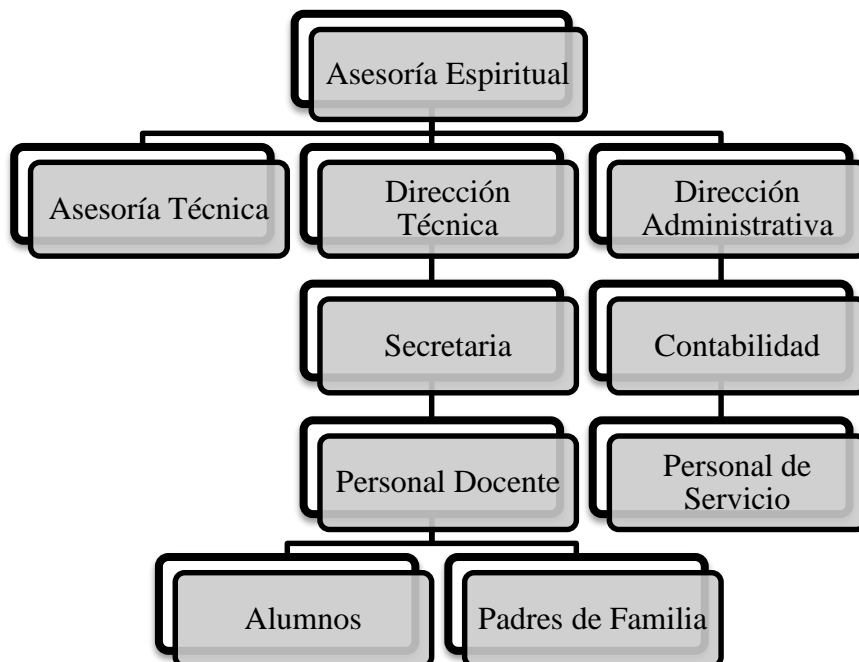 Asesoría Espiritual
Asesoría Técnica
Dirección
Técnica
Dirección
Administrativa
Secretaria
Contabilidad
Personal Docente
Personal de
Servicio
Alumnos
Padres de Familia